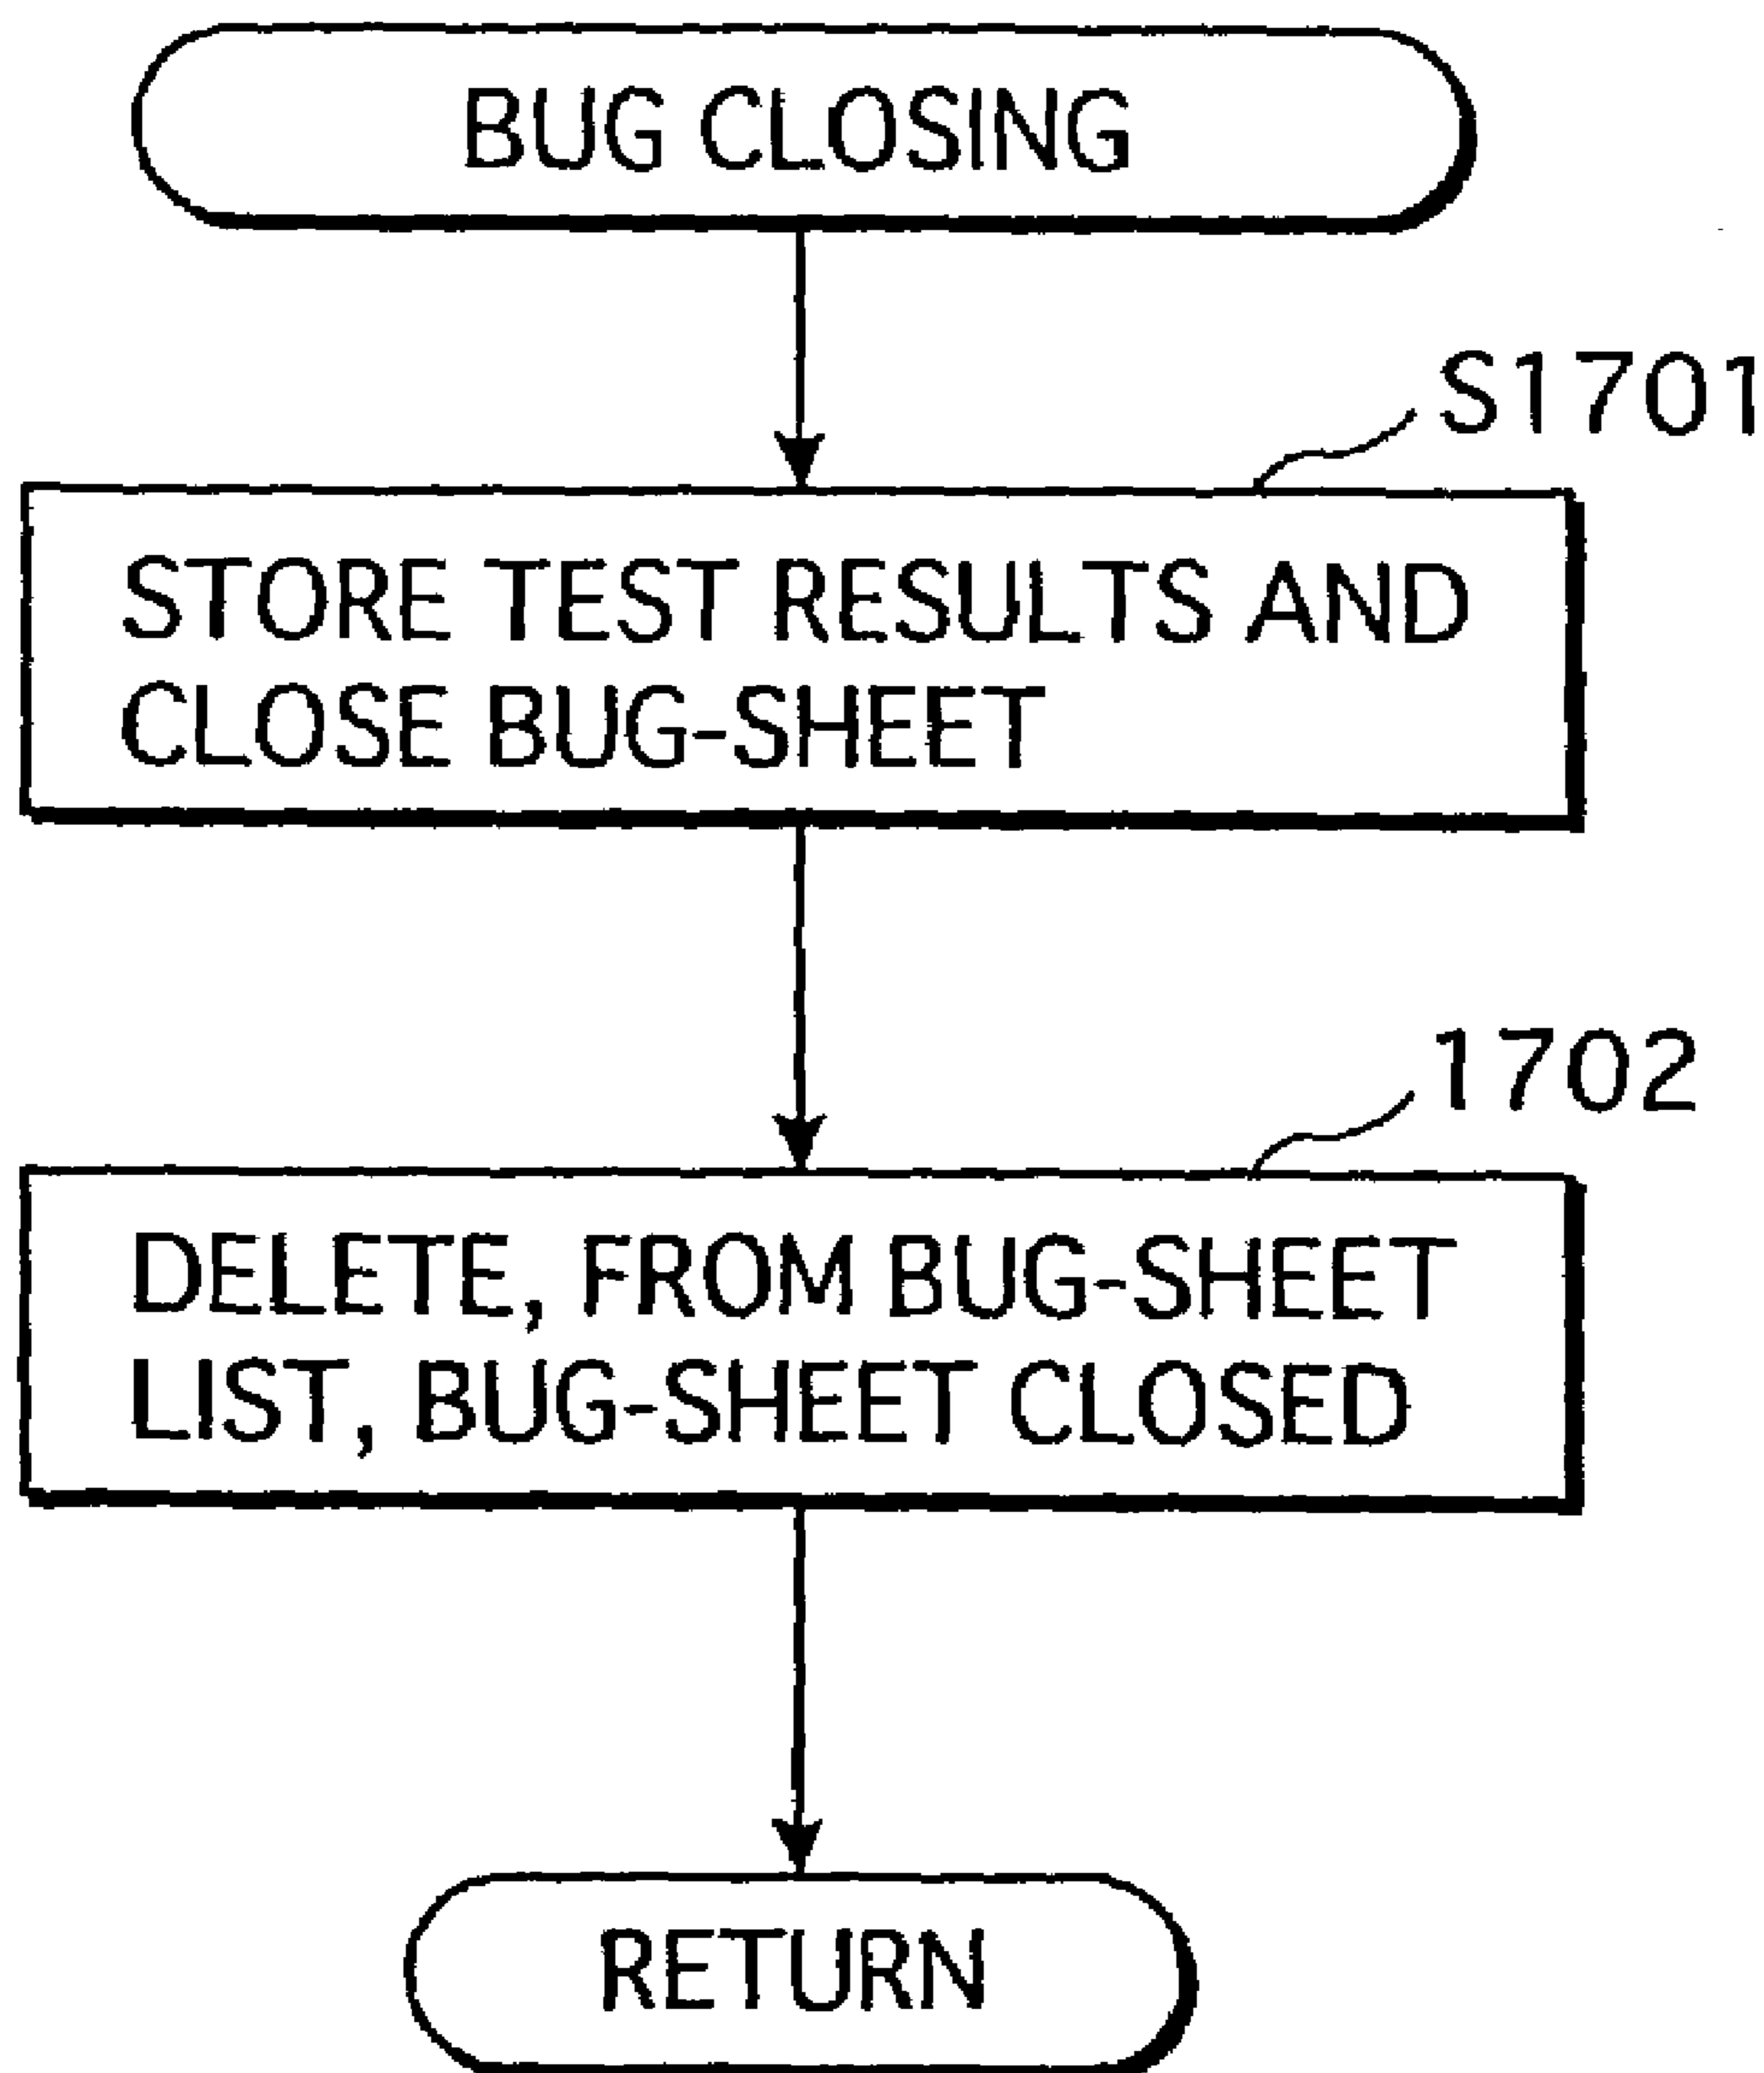 BUG CLOSING
S1701
STORE TEST RESULTS AND
CLOSE BUG-SHEET
1702
DELETE, FROM BUG-SHEET
LIST, BUG-SHEET CLOSED
RETURN